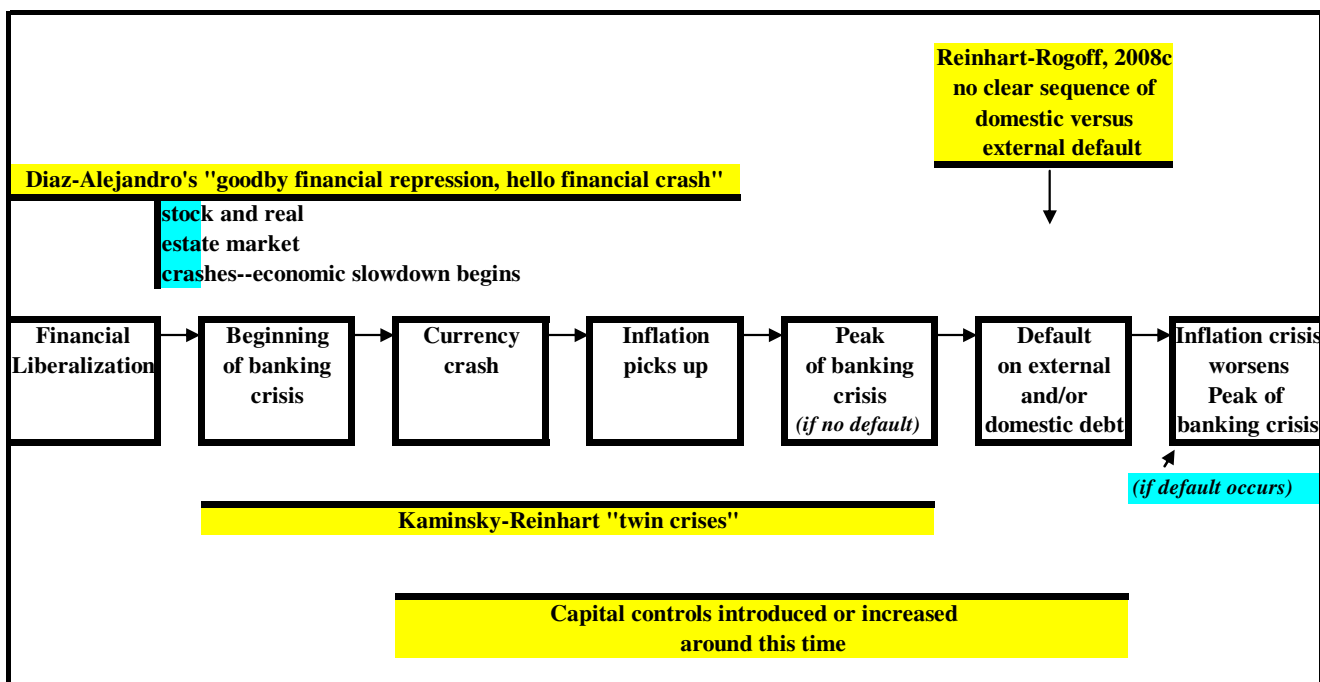 Reinhart-Rogoff, 2008c
no clear sequence of
domestic versus
external default
Diaz-Alejandro's "goodby financial repression, hello financial crash"
stock and real
estate market
crashes--economic slowdown begins
Financial
Liberalization
Beginning
of banking
crisis
Currency
crash
Inflation
picks up
Peak
of banking
crisis
(if no default)
Default
on external
and/or
domestic debt
Inflation crisis
worsens
Peak of
banking crisis
(if default occurs)
Kaminsky-Reinhart "twin crises"
Capital controls introduced or increased
around this time